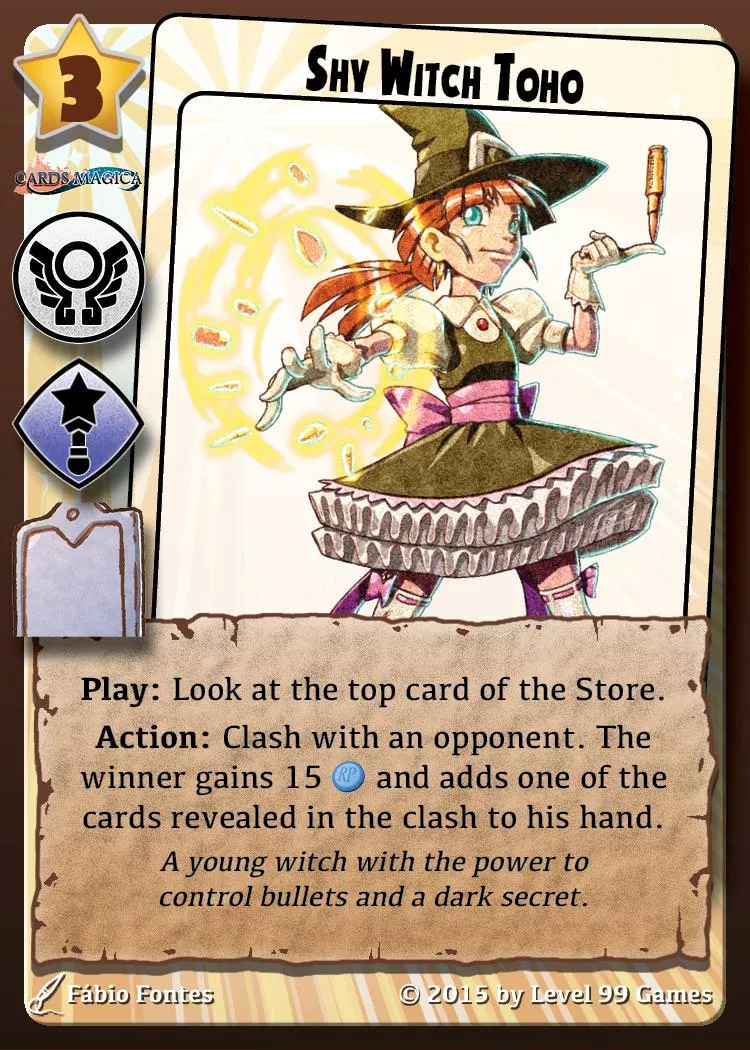 3
SHY WITCH TOHO
CARDS MAGICA
Play: Look at the top card of the Store.
Action: Clash with an opponent. The
winner gains 15 RP and adds one of the
cards revealed in the clash to his hand.
A young witch with the power to
control bullets and a dark secret.
Fábio Fontes
© 2015 by Level 99 Games